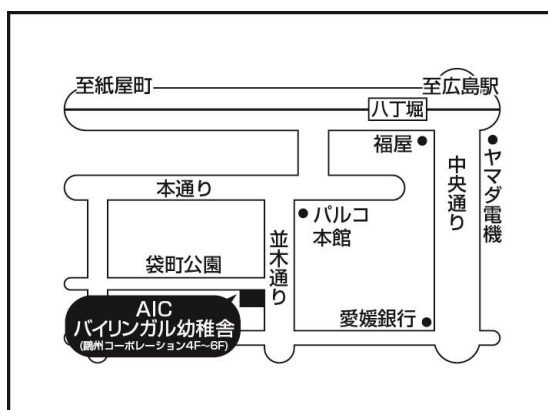 至紙屋町
至広島駅
八丁堀
福屋
ヤマダ電機
中央通り
本通り
パルコ
本館
並木通り
袋町公園
AIC
バイリンガル幼稚舎
(鷗州コーポレーション4F~6F)
愛媛銀行